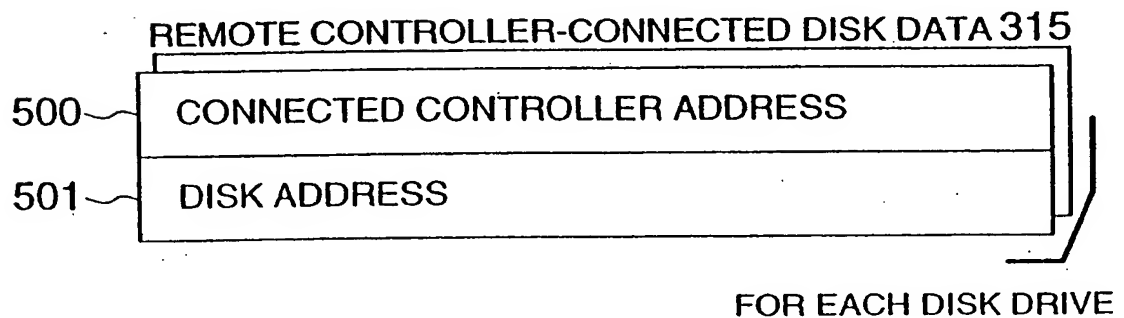 REMOTE CONTROLLER-CONNECTED DISK DATA 315
500 CONNECTED CONTROLLER ADDRESS
501 DISK ADDRESS
FOR EACH DISK DRIVE